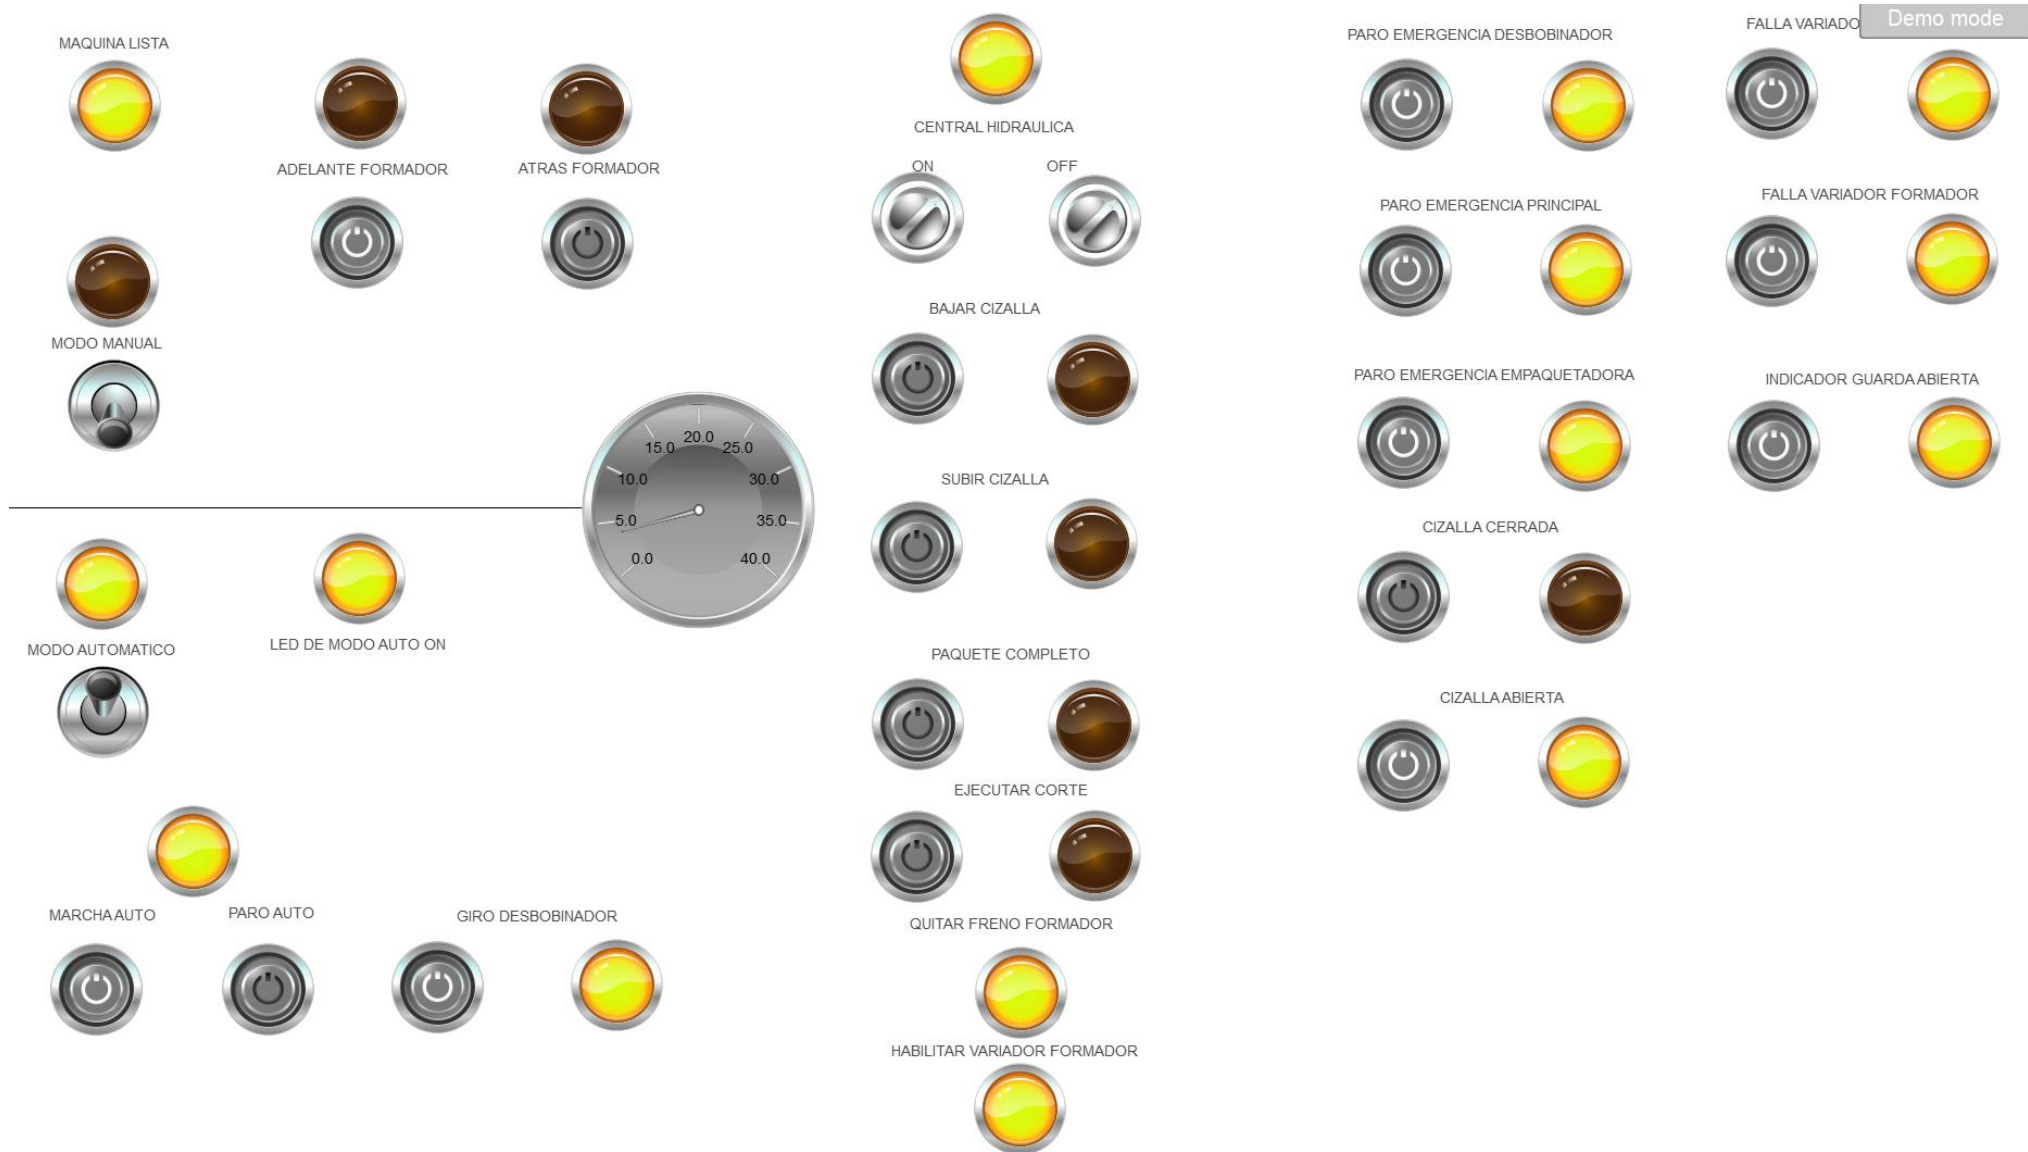 MAQUINA LISTA
ADELANTE FORMADOR
ATRAS FORMADOR
MODO MANUAL
0.0
5.0
10.0
15.0
20.0
25.0
30.0
35.0
40.0
MODO AUTOMATICO
LED DE MODO AUTO ON
MARCHA AUTO
PARO AUTO
GIRO DESBOBINADOR
CENTRAL HIDRAULICA
ON
OFF
BAJAR CIZALLA
SUBIR CIZALLA
PAQUETE COMPLETO
EJECUTAR CORTE
QUITAR FRENO FORMADOR
HABILITAR VARIADOR FORMADOR
PARO EMERGENCIA DESBOBINADOR
PARO EMERGENCIA PRINCIPAL
PARO EMERGENCIA EMPAQUETADORA
CIZALLA CERRADA
CIZALLA ABIERTA
FALLA VARIADO
Demo mode
FALLA VARIADOR FORMADOR
INDICADOR GUARDA ABIERTA